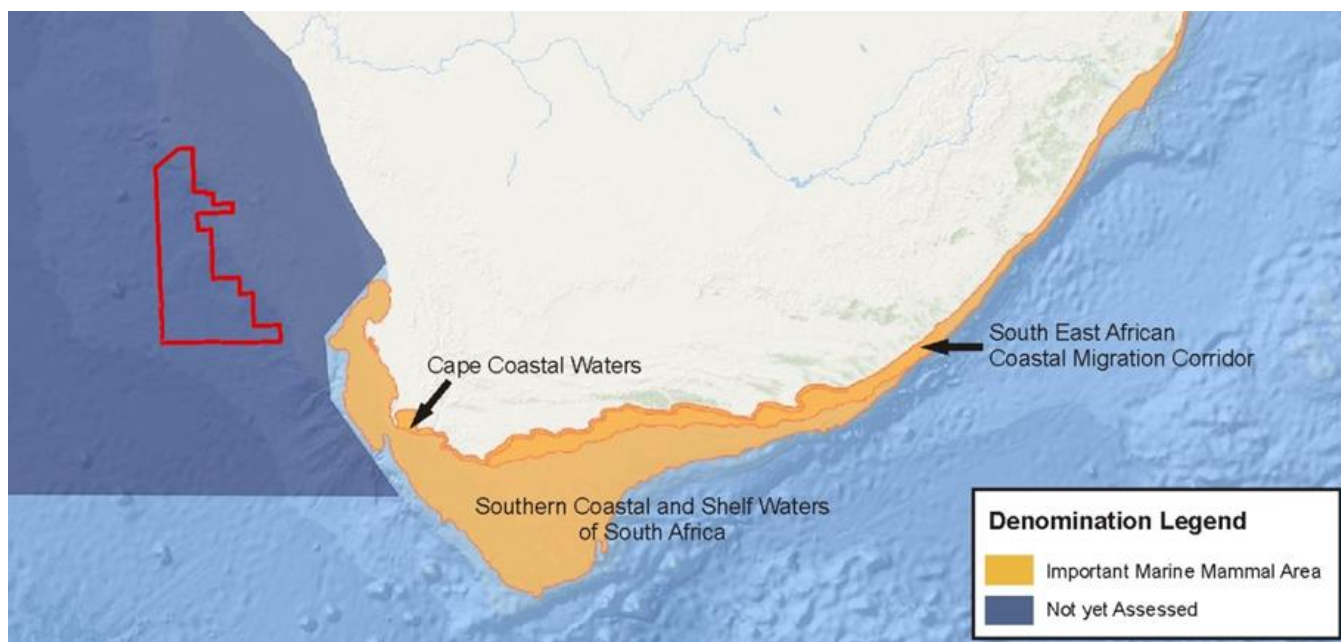 South East African
Coastal Migration Corridor
Cape Coastal Waters
Southern Coastal and Shelf Waters
of South Africa
Denomination Legend
Important Marine Mammal Area
Not yet Assessed